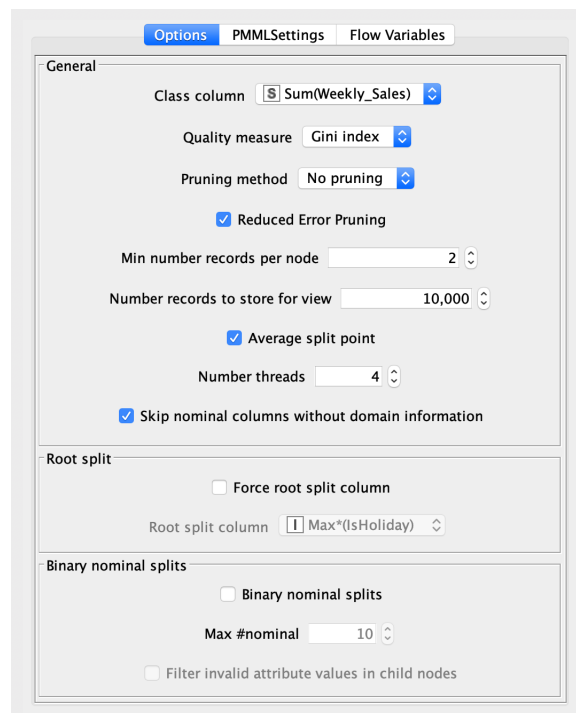 Options PMMLSettings Flow Variables
General
Class column S Sum(Weekly_Sales)
Quality measure Gini index
Pruning method No pruning
Reduced Error Pruning
Min number records per node 2
Number records to store for view 10,000
Average split point
Number threads 4
Skip nominal columns without domain information
Root split
Force root split column
Root split column I Max*(IsHoliday)
Binary nominal splits
Binary nominal splits
Max #nominal 10
Filter invalid attribute values in child nodes